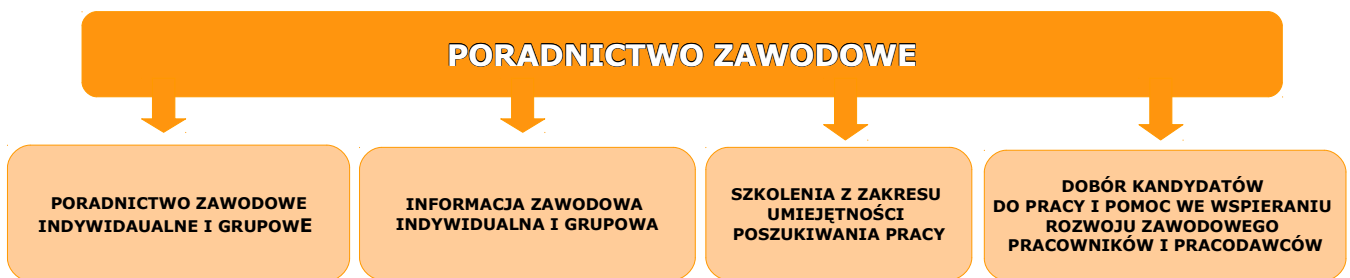 PORADNICTWO ZAWODOWE
PORADNICTWO ZAWODOWE
INDYWIDAUALNE I GRUPOWE
INFORMACJA ZAWODOWA
INDYWIDUALNA I GRUPOWA
SZKOLENIA Z ZAKRESU
UMIEJĘTNOŚCI
POSZUKIWANIA PRACY
DOBÓR KANDYDATÓW
DO PRACY I POMOC WE WSPIERANIU
ROZWOJU ZAWODOWEGO
PRACOWNIKÓW I PRACODAWCÓW